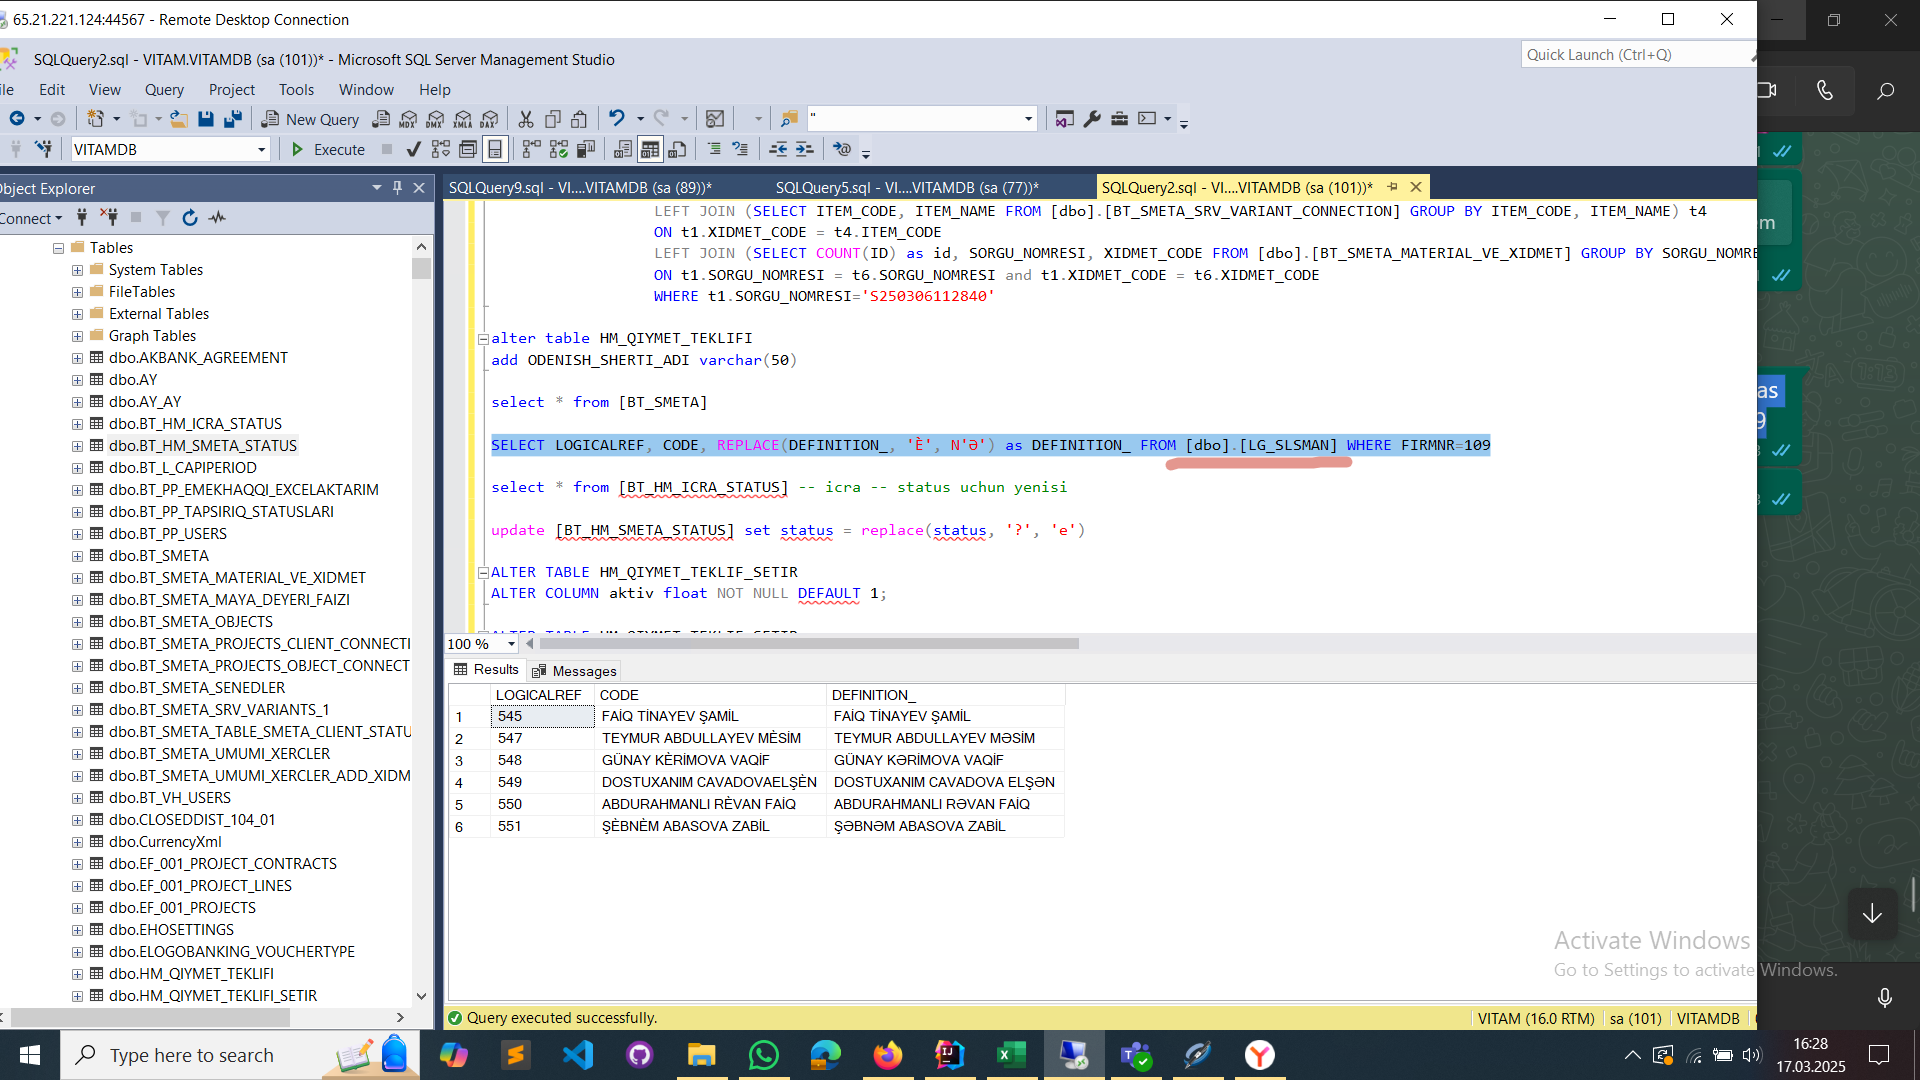 65.21.221.124:44567 - Remote Desktop Connection
SQLQuery2.sql - VITAM.VITAMDB (sa (101))* - Microsoft SQL Server Management Studio
Quick Launch (Ctrl+Q)
ile Edit View Query Project Tools Window Help
New Query MDX DMX XMLA DAX "
VITAMDB Execute
Object Explorer
SQLQuery9.sql - VI....VITAMDB (sa (89))* SQLQuery5.sql - VI....VITAMDB (sa (77))* SQLQuery2.sql - VI....VITAMDB (sa (101))*
Connect
Tables
System Tables
FileTables
External Tables
Graph Tables
dbo.AKBANK_AGREEMENT
dbo.AY
dbo.AY_AY
dbo.BT_HM_ICRA_STATUS
dbo.BT_HM_SMETA_STATUS
dbo.BT_L_CAPIPERIOD
dbo.BT_PP_EMEKHAQQI_EXCELAKTARIM
dbo.BT_PP_TAPSIRIQ_STATUSLARI
dbo.BT_PP_USERS
dbo.BT_SMETA
dbo.BT_SMETA_MATERIAL_VE_XIDMET
dbo.BT_SMETA_MAYA_DEYERI_FAIZI
dbo.BT_SMETA_OBJECTS
dbo.BT_SMETA_PROJECTS_CLIENT_CONNECTI
dbo.BT_SMETA_PROJECTS_OBJECT_CONNECT
dbo.BT_SMETA_SENEDLER
dbo.BT_SMETA_SRV_VARIANTS_1
dbo.BT_SMETA_TABLE_SMETA_CLIENT_STATU
dbo.BT_SMETA_UMUMI_XERCLER
dbo.BT_SMETA_UMUMI_XERCLER_ADD_XIDM
dbo.BT_VH_USERS
dbo.CLOSEDDIST_104_01
dbo.CurrencyXml
dbo.EF_001_PROJECT_CONTRACTS
dbo.EF_001_PROJECT_LINES
dbo.EF_001_PROJECTS
dbo.EHOSETTINGS
dbo.ELOGOBANKING_VOUCHERTYPE
dbo.HM_QIYMET_TEKLIFI
dbo.HM_QIYMET_TEKLIFI_SETIR
LEFT JOIN (SELECT ITEM_CODE, ITEM_NAME FROM [dbo].[BT_SMETA_SRV_VARIANT_CONNECTION] GROUP BY ITEM_CODE, ITEM_NAME) t4
ON t1.XIDMET_CODE = t4.ITEM_CODE
LEFT JOIN (SELECT COUNT(ID) as id, SORGU_NOMRESI, XIDMET_CODE FROM [dbo].[BT_SMETA_MATERIAL_VE_XIDMET] GROUP BY SORGU_NOMRE
ON t1.SORGU_NOMRESI = t6.SORGU_NOMRESI and t1.XIDMET_CODE = t6.XIDMET_CODE
WHERE t1.SORGU_NOMRESI='S250306112840'
alter table HM_QIYMET_TEKLIFI
add ODENISH_SHERTI_ADI varchar(50)
select * from [BT_SMETA]
SELECT LOGICALREF, CODE, REPLACE(DEFINITION_, 'È', N'Ə') as DEFINITION_ FROM [dbo].[LG_SLSMAN] WHERE FIRMNR=109
select * from [BT_HM_ICRA_STATUS] -- icra -- status uchun yenisi
update [BT_HM_SMETA_STATUS] set status = replace(status, '?', 'e')
ALTER TABLE HM_QIYMET_TEKLIF_SETIR
ALTER COLUMN aktiv float NOT NULL DEFAULT 1;
ALTER TABLE HM_QIYMET_TEKLIF_SETIR
100 %
Results Messages
LOGICALREF CODE DEFINITION_
1 545 FAİQ TİNAYEV ŞAMİL FAİQ TİNAYEV ŞAMİL
2 547 TEYMUR ABDULLAYEV MÈSİM TEYMUR ABDULLAYEV MƏSİM
3 548 GÜNAY KÈRİMOVA VAQİF GÜNAY KƏRİMOVA VAQİF
4 549 DOSTUXANIM CAVADOVAELŞÈN DOSTUXANIM CAVADOVA ELŞƏN
5 550 ABDURAHMANLI RÈVAN FAİQ ABDURAHMANLI RƏVAN FAİQ
6 551 ŞÈBNÈM ABASOVA ZABİL ŞƏBNƏM ABASOVA ZABİL
m
as
9
Activate Windows
Go to Settings to activate Windows.
Query executed successfully. VITAM (16.0 RTM) sa (101) VITAMDB
Type here to search
16:28
17.03.2025